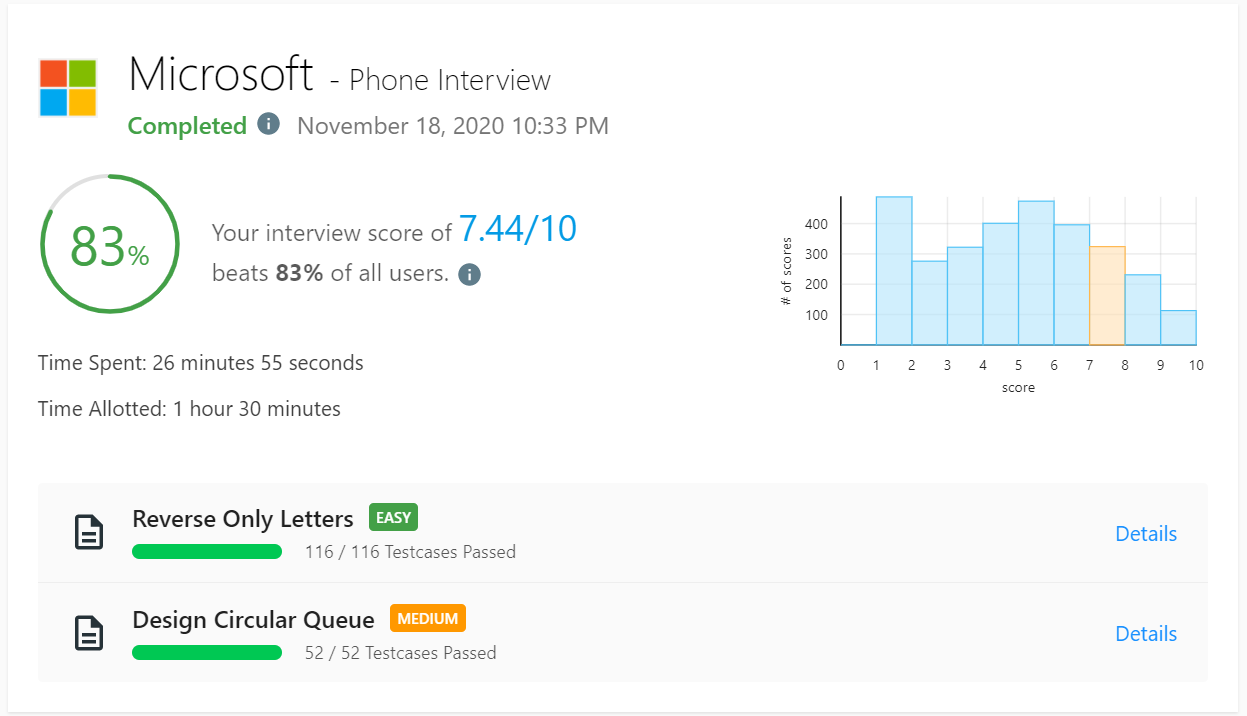 Microsoft - Phone Interview
Completed i November 18, 2020 10:33 PM
83%
Your interview score of 7.44/10
beats 83% of all users. i
Time Spent: 26 minutes 55 seconds
Time Allotted: 1 hour 30 minutes
# of scores
400
300
200
100
0 1 2 3 4 5 6 7 8 9 10
score
Reverse Only Letters EASY
116 / 116 Testcases Passed
Details
Design Circular Queue MEDIUM
52 / 52 Testcases Passed
Details